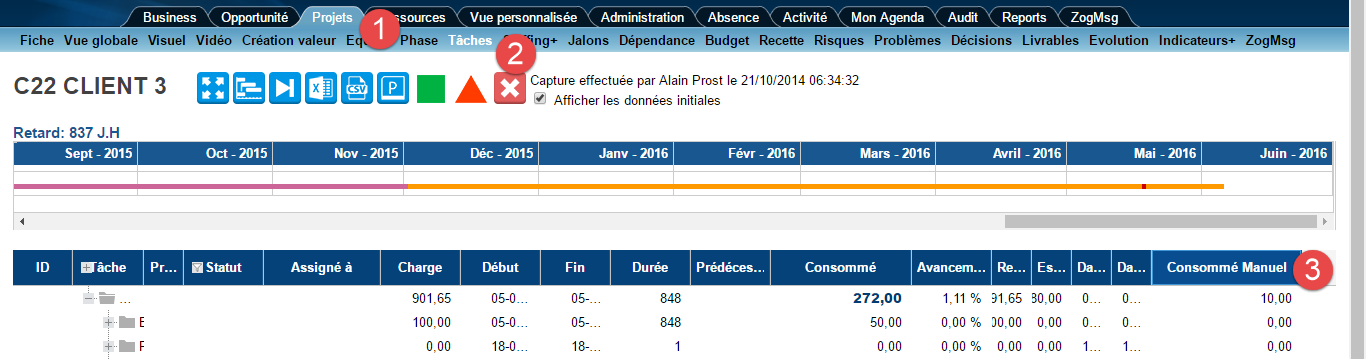 Business Opportunité Projets 1 ssources Vue personnalisée Administration Absence Activité Mon Agenda Audit Reports ZogMsg
Fiche Vue globale Visuel Vidéo Création valeur Equ Phase Tâches ing+ Jalons Dépendance Budget Recette Risques Problèmes Décisions Livrables Evolution Indicateurs+ ZogMsg
2
C22 CLIENT 3 CSV P Capture effectuée par Alain Prost le 21/10/2014 06:34:32
Afficher les données initiales
Retard: 837 J.H
Sept - 2015 Oct - 2015 Nov - 2015 Déc - 2015 Janv - 2016 Févr - 2016 Mars - 2016 Avril - 2016 Mai - 2016 Juin - 2016
ID Tâche Pr... Statut Assigné à Charge Début Fin Durée Prédéces... Consommé Avancem... Re... Es... Da... Da... Consommé Manuel 3
... 901,65 05-0... 05-... 848 272,00 1,11 % 91,65 80,00 0... 0... 10,00
E 100,00 05-0... 05-... 848 50,00 0,00 % 00,00 0,00 0... 0... 0,00
F 0,00 18-0... 18-... 1 0,00 0,00 % 0,00 0,00 1... 1... 0,00